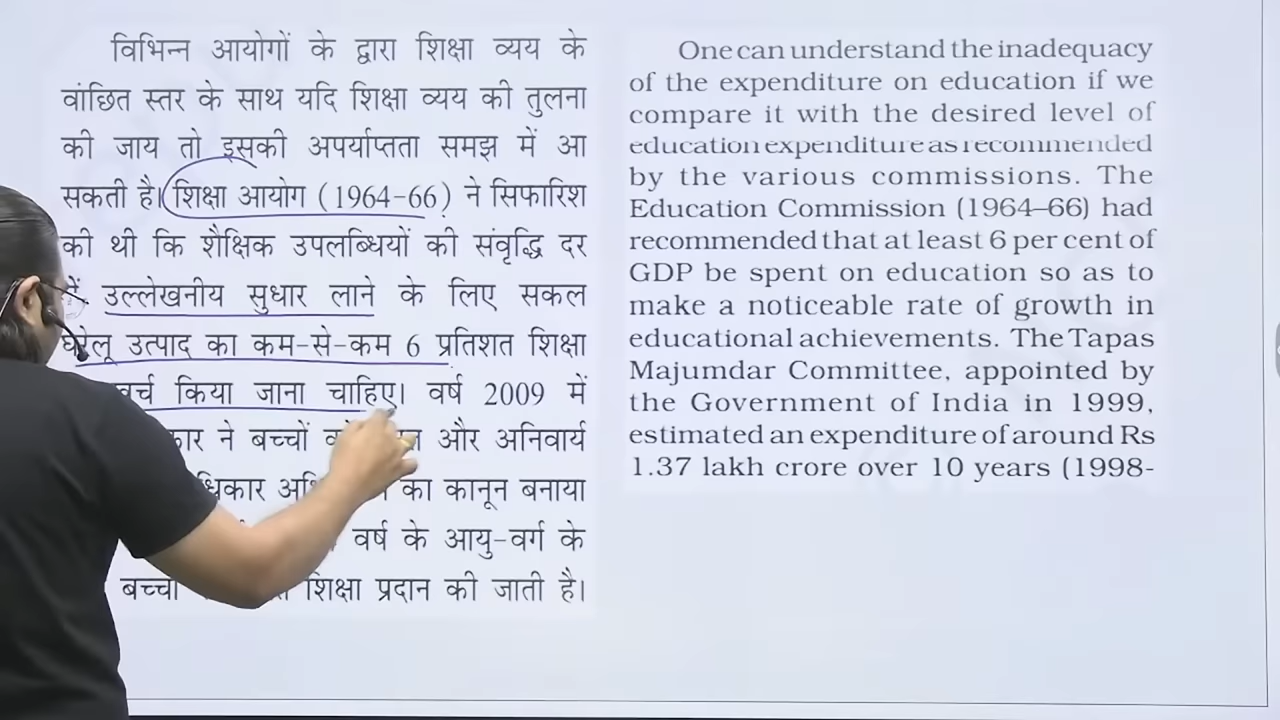 विभिन्न आयोगों के द्वारा शिक्षा व्यय के
वांछित स्तर के साथ यदि शिक्षा व्यय की तुलना
की जाय तो इसकी अपर्याप्तता समझ में आ
सकती है। शिक्षा आयोग (1964-66) ने सिफारिश
की थी कि शैक्षिक उपलब्धियों की संवृद्धि दर
उल्लेखनीय सुधार लाने के लिए सकल
घरेलू उत्पाद का कम-से-कम 6 प्रतिशत शिक्षा
किया जाना चाहिए। वर्ष 2009 में
ने बच्चों और अनिवार्य
का कानून बनाया
वर्ष के आयु-वर्ग के
शिक्षा प्रदान की जाती है।
One can understand the inadequacy
of the expenditure on education if we
compare it with the desired level of
education expenditure as recommended
by the various commissions. The
Education Commission (1964–66) had
recommended that at least 6 per cent of
GDP be spent on education so as to
make a noticeable rate of growth in
educational achievements. The Tapas
Majumdar Committee, appointed by
the Government of India in 1999,
estimated an expenditure of around Rs
1.37 lakh crore over 10 years (1998-